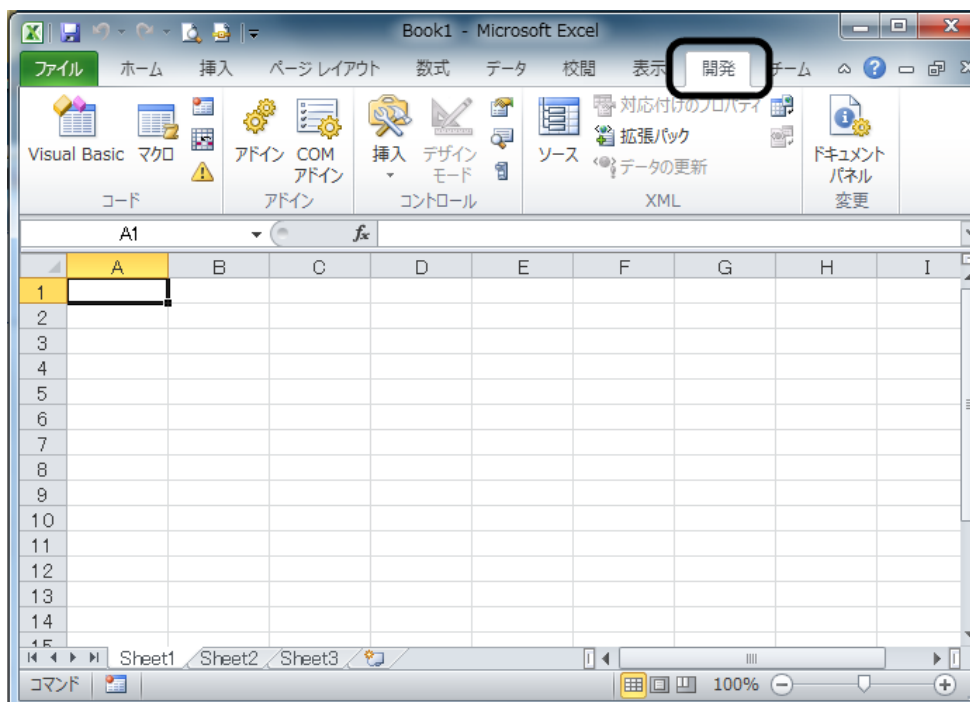 Book1 - Microsoft Excel
ファイル ホーム 挿入 ページ レイアウト 数式 データ 校閲 表示 開発 チーム
Visual Basic マクロ アドイン COM アドイン 挿入 デザイン モード ソース 対応付けのプロパティ 拡張パック データの更新 ドキュメント パネル
コード アドイン コントロール XML 変更
A1 fx
A B C D E F G H I
1
2
3
4
5
6
7
8
9
10
11
12
13
14
15
Sheet1 Sheet2 Sheet3
コマンド 100%